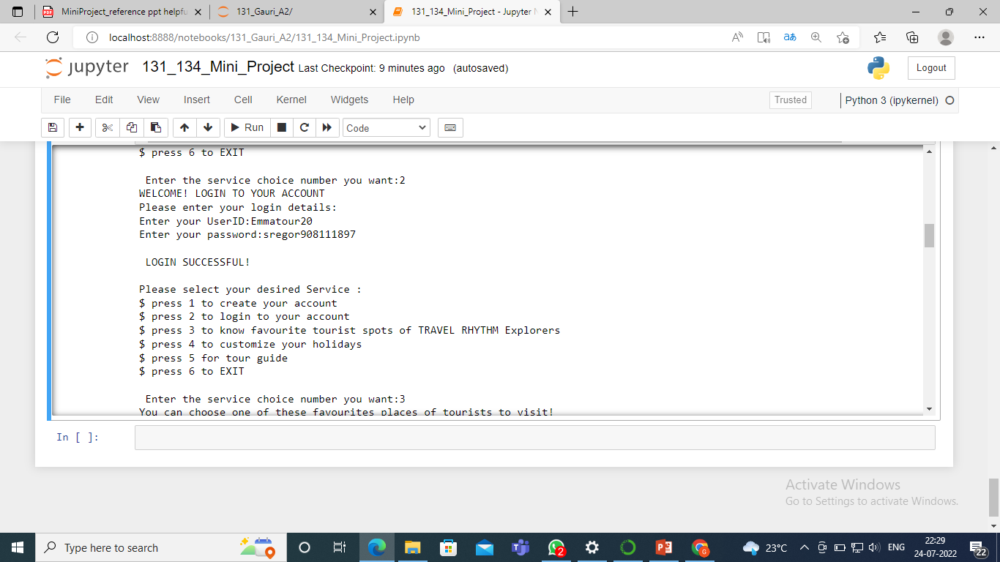 MiniProject_reference ppt helpfu
131_Gauri_A2/
131_134_Mini_Project - Jupyter N
localhost:8888/notebooks/131_Gauri_A2/131_134_Mini_Project.ipynb
jupyter 131_134_Mini_Project Last Checkpoint: 9 minutes ago (autosaved)
Logout
File Edit View Insert Cell Kernel Widgets Help
Trusted
Python 3 (ipykernel)
Run
Code
$ press 6 to EXIT
Enter the service choice number you want:2
WELCOME! LOGIN TO YOUR ACCOUNT
Please enter your login details:
Enter your UserID:Emmatour20
Enter your password:sregor908111897
LOGIN SUCCESSFUL!
Please select your desired Service :
$ press 1 to create your account
$ press 2 to login to your account
$ press 3 to know favourite tourist spots of TRAVEL RHYTHM Explorers
$ press 4 to customize your holidays
$ press 5 for tour guide
$ press 6 to EXIT
Enter the service choice number you want:3
You can choose one of these favourites places of tourists to visit!
In [ ]:
Activate Windows
Go to Settings to activate Windows.
Type here to search
2
23°C
ENG
22:29
24-07-2022
22